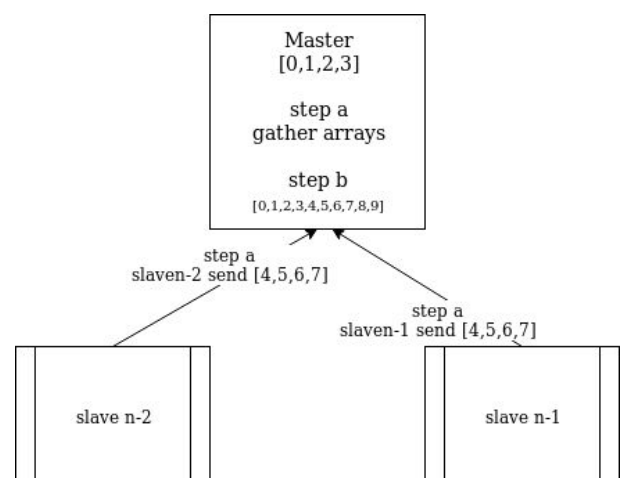 Master
[0,1,2,3]
step a
gather arrays
step b
[0,1,2,3,4,5,6,7,8,9]
step a
slaven-2 send [4,5,6,7]
step a
slaven-1 send [4,5,6,7]
slave n-2
slave n-1